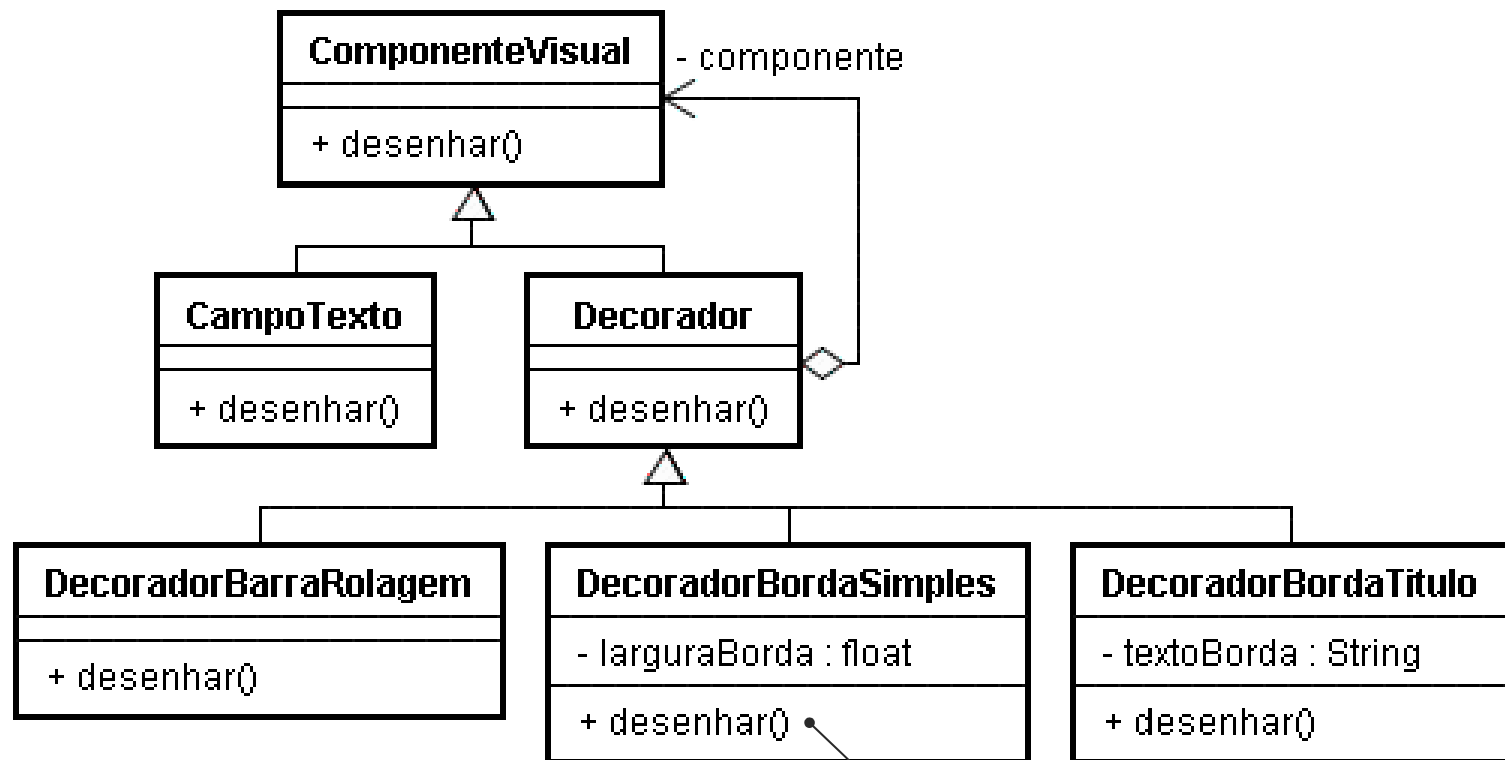 ComponenteVisual
- componente
+ desenhar()
CampoTexto
+ desenhar()
Decorador
+ desenhar()
DecoradorBarraRolagem
+ desenhar()
DecoradorBordaSimples
- larguraBorda : float
+ desenhar()
DecoradorBordaTitulo
- textoBorda : String
+ desenhar()